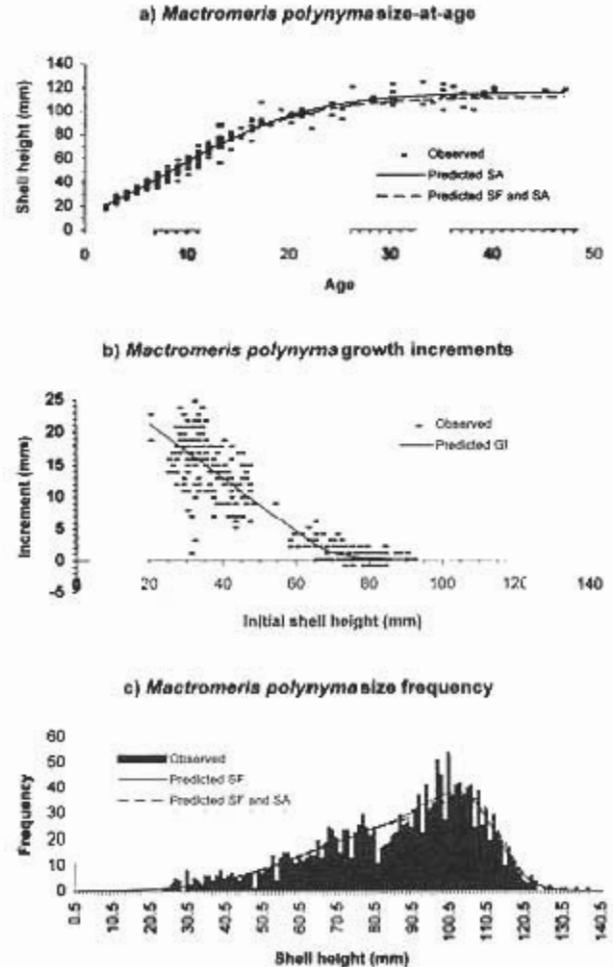 a) Mactromeris polynyma size-at-age
Shell height (mm)
140
120
100
80
60
40
20
0
Observed
Predicted SA
Predicted SF and SA
0 10 20 30 40 50
Age
b) Mactromeris polynyma growth increments
Increment (mm)
25
20
15
10
5
0
-5
Observed
Predicted GI
0 20 40 60 80 100 120 140
Initial shell height (mm)
c) Mactromeris polynyma size frequency
Frequency
60
50
40
30
20
10
0
Observed
Predicted SF
Predicted SF and SA
0.5 10.5 20.5 30.5 40.5 50.5 60.5 70.5 80.5 90.5 100.5 110.5 120.5 130.5 140.5
Shell height (mm)